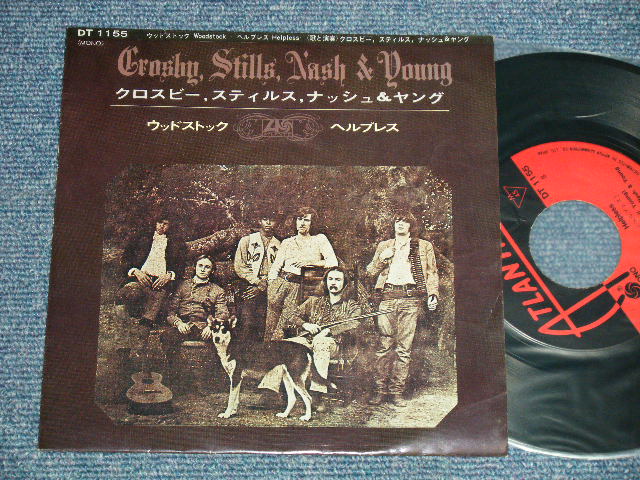 DT 1155
(MONO)
ウッドストック Woodstock・ヘルプレス Helpless (歌と演奏)クロスビー,スティルス,ナッシュ&ヤング
Crosby, Stills, Nash & Young
クロスビー,スティルス,ナッシュ&ヤング
ウッドストック ヘルプレス
ATLANTI
DT 1155
Helpless